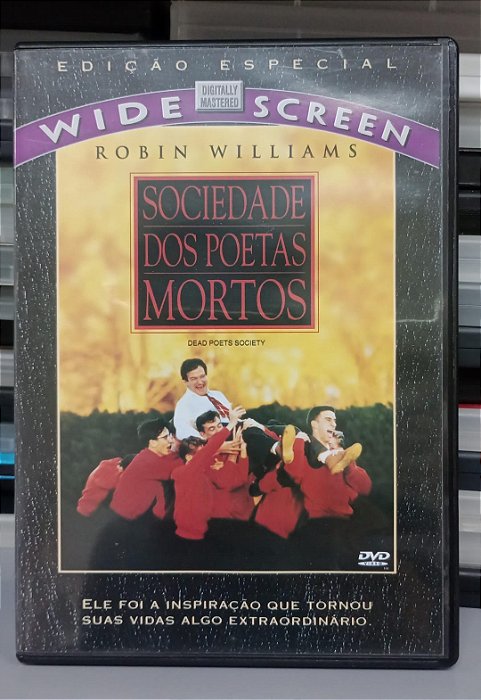 EDIÇÃO ESPECIAL
DIGITALLY
MASTERED
WIDE SCREEN
ROBIN WILLIAMS
SOCIEDADE
DOS POETAS
MORTOS
DEAD POETS SOCIETY
DVD
VIDEO
ELE FOI A INSPIRAÇÃO QUE TORNOU
SUAS VIDAS ALGO EXTRAORDINÁRIO.